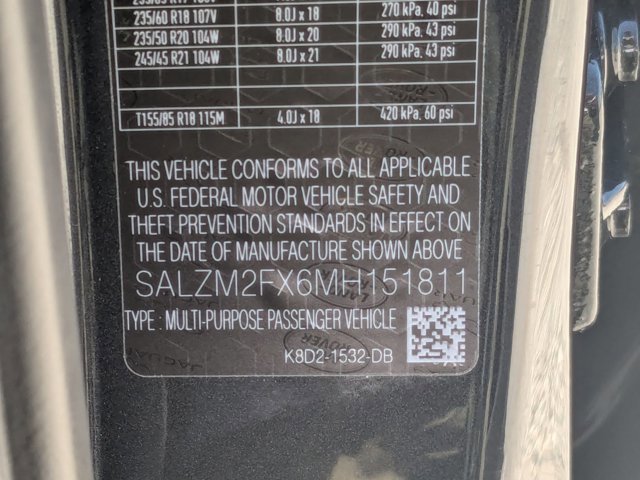 235/60 R18 107V 8.0J x 18 270 kPa, 40 psi
235/50 R20 104W 8.0J x 20 290 kPa, 43 psi
245/45 R21 104W 8.0J x 21 290 kPa, 43 psi
T155/85 R18 115M 4.0J x 18 420 kPa, 60 psi
THIS VEHICLE CONFORMS TO ALL APPLICABLE
U.S. FEDERAL MOTOR VEHICLE SAFETY AND
THEFT PREVENTION STANDARDS IN EFFECT ON
THE DATE OF MANUFACTURE SHOWN ABOVE
SALZM2FX6MH151811
TYPE : MULTI-PURPOSE PASSENGER VEHICLE
K8D2-1532-DB
JAGUAR